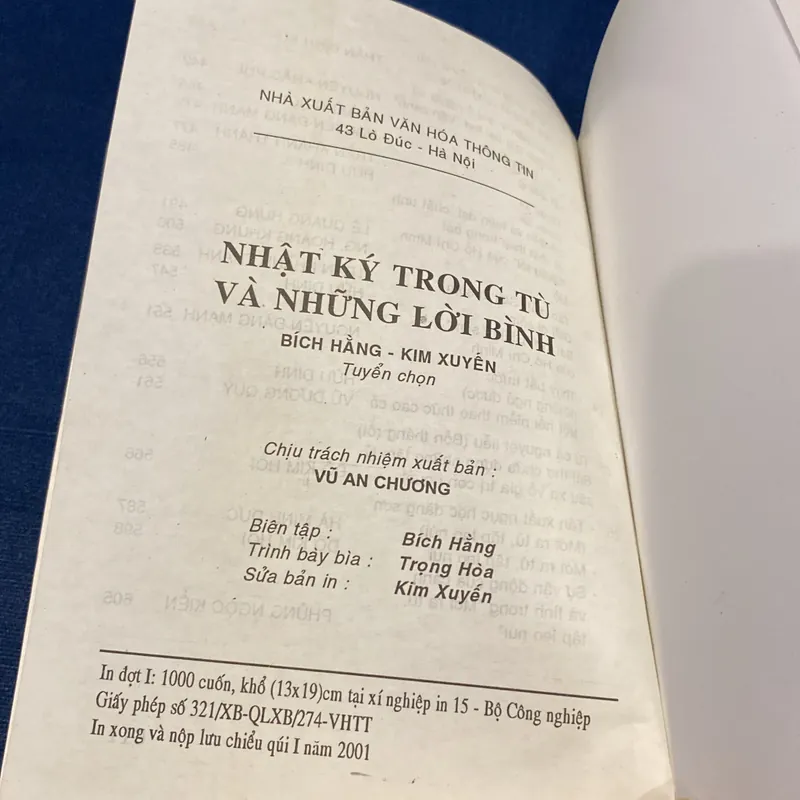 NHÀ XUẤT BẢN VĂN HÓA THÔNG TIN
43 Lò Đúc - Hà Nội
NHẬT KÝ TRONG TÙ
VÀ NHỮNG LỜI BÌNH
BÍCH HẰNG - KIM XUYẾN
Tuyển chọn
Chịu trách nhiệm xuất bản :
VŨ AN CHƯƠNG
Biên tập : Bích Hằng
Trình bày bìa : Trọng Hòa
Sửa bản in : Kim Xuyến
In đợt I: 1000 cuốn, khổ (13x19)cm tại xí nghiệp in 15 - Bộ Công nghiệp
Giấy phép số 321/XB-QLXB/274-VHTT
In xong và nộp lưu chiểu qúi I năm 2001